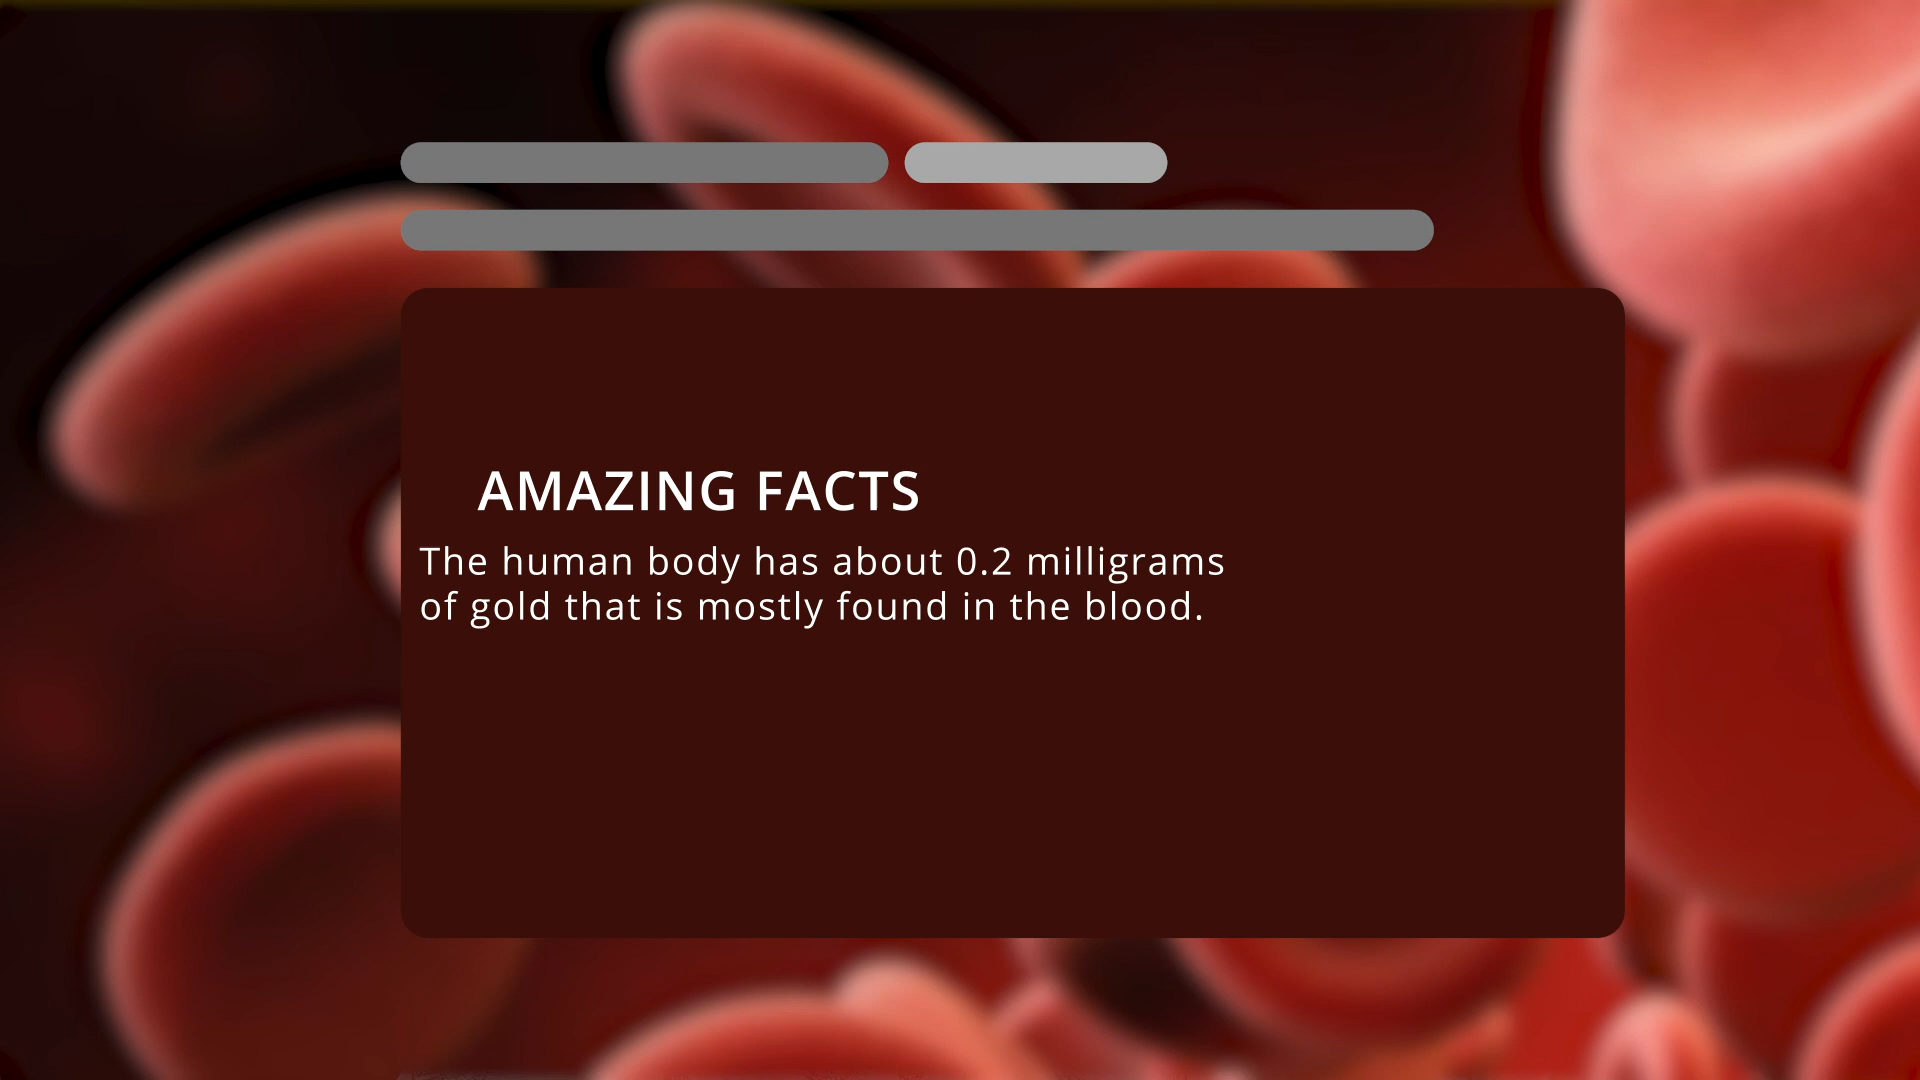 AMAZING FACTS
The human body has about 0.2 milligrams
of gold that is mostly found in the blood.